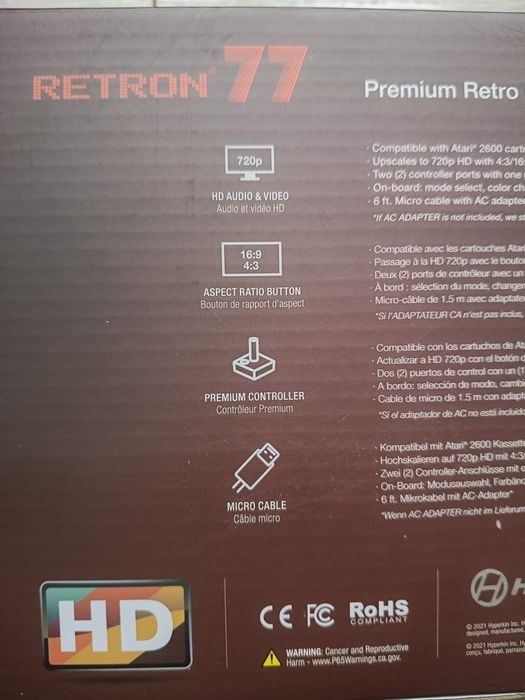 RETRON® 77
Premium Retro
720p
HD AUDIO & VIDEO
Audio et vidéo HD
16:9
4:3
ASPECT RATIO BUTTON
Bouton de rapport d'aspect
PREMIUM CONTROLLER
Contrôleur Premium
MICRO CABLE
Câble micro
· Compatible with Atari® 2600 cart
· Upscales to 720p HD with 4:3/16:
· Two (2) controller ports with one
· On-board: mode select, color ch
· 6 ft. Micro cable with AC adapte
*If AC ADAPTER is not included, we st
· Compatible avec les cartouches Atar
· Passage à la HD 720p avec le bouto
· Deux (2) ports de contrôleur avec un
· À bord : sélection du mode, changem
· Micro-câble de 1.5 m avec adaptate
*Si l'ADAPTATEUR CA n'est pas inclus,
· Compatible con los cartuchos de At
· Actualizar a HD 720p con el botón d
· Dos (2) puertos de control con un (1
· A bordo: selección de modo, cambi
· Cable de micro de 1.5 m con adapt
*Si el adaptador de AC no está incluido
· Kompatibel mit Atari® 2600 Kassett
· Hochskalieren auf 720p HD mit 4:3/
· Zwei (2) Controller-Anschlüsse mit e
· On-Board: Modusauswahl, Farbänd
· 6 ft. Mikrokabel mit AC-Adapter*
*Wenn AC ADAPTER nicht im Lieferum
HD
CE FC RoHS
COMPLIANT
WARNING: Cancer and Reproductive
Harm - www.P65Warnings.ca.gov.
© 2021 Hyperkin Inc. H
designed, manufactured,
© 2021 Hyperkin Inc. H
conçu, fabriqué, parrainé